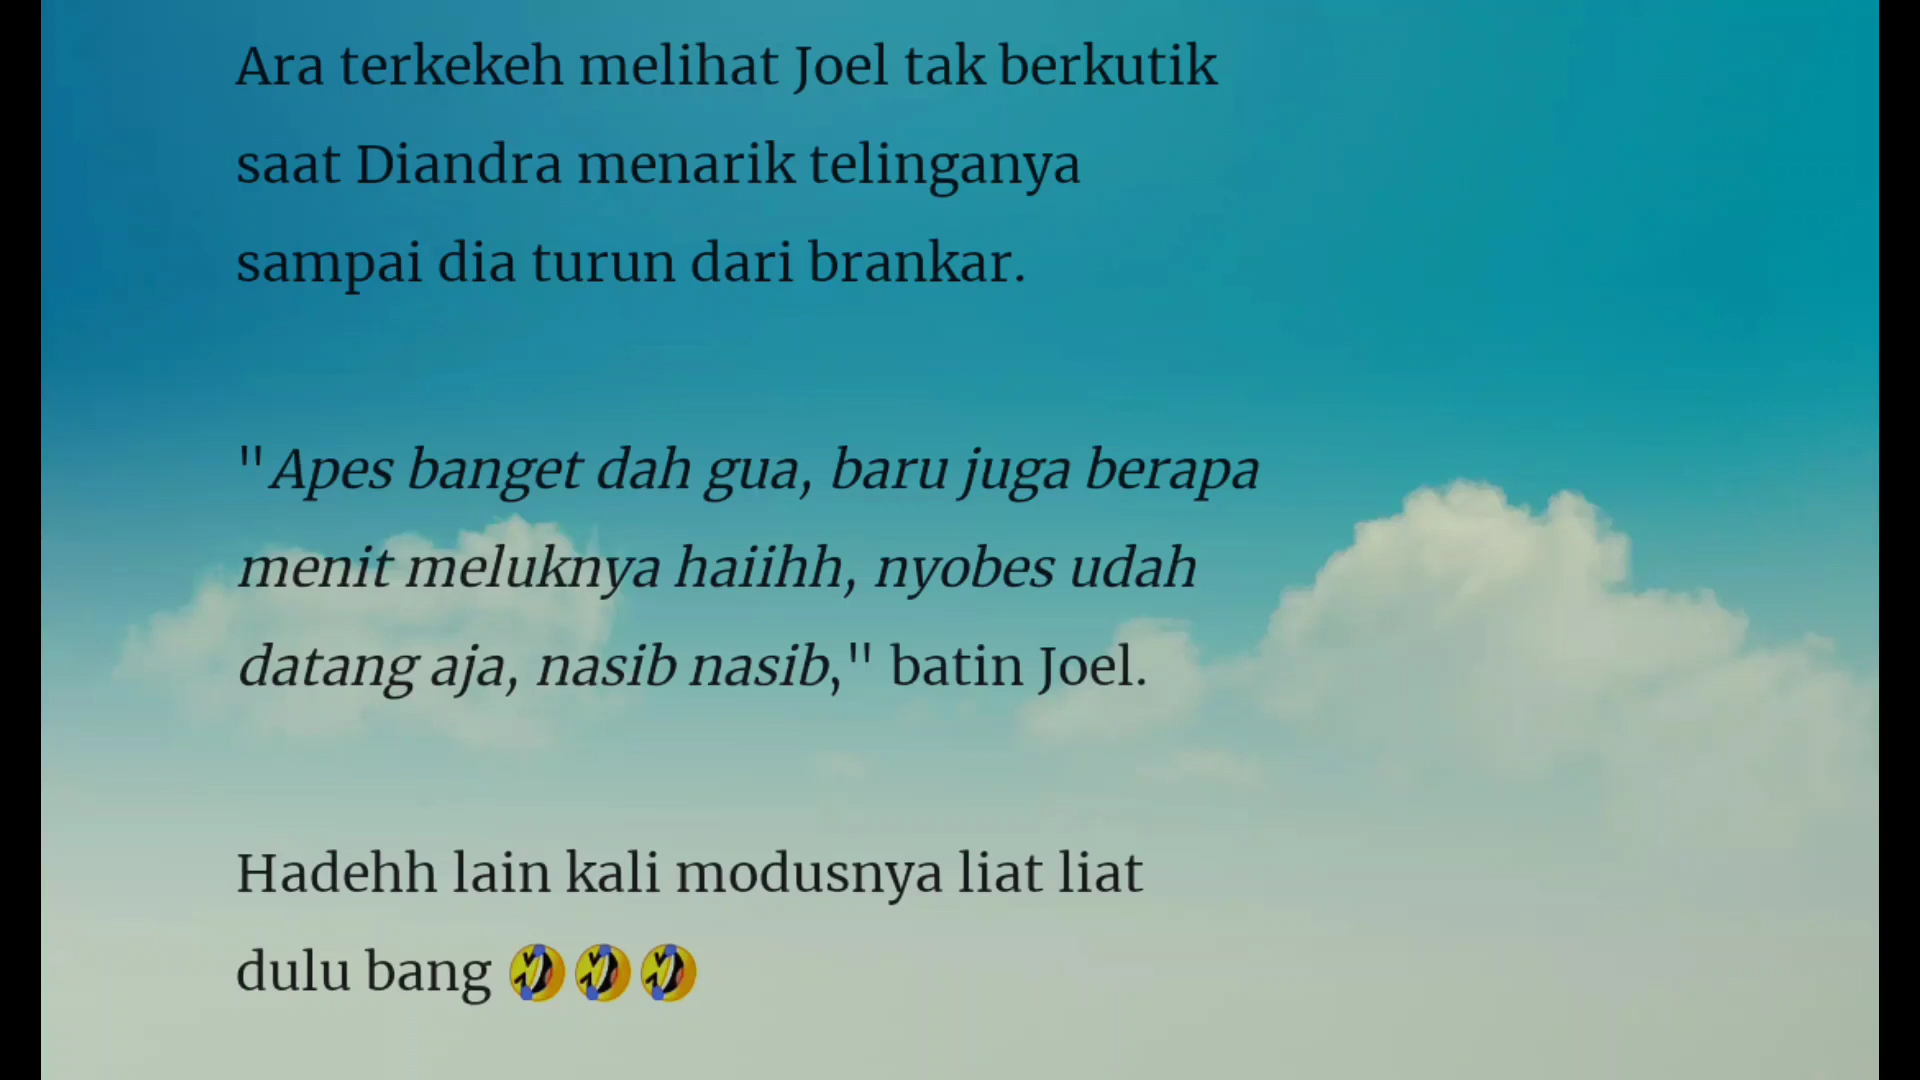 Ara terkekeh melihat Joel tak berkutik
saat Diandra menarik telinganya
sampai dia turun dari brankar.
"Apes banget dah gua, baru juga berapa
menit meluknya haiihh, nyobes udah
datang aja, nasib nasib," batin Joel.
Hadehh lain kali modusnya liat liat
dulu bang 🤣🤣🤣